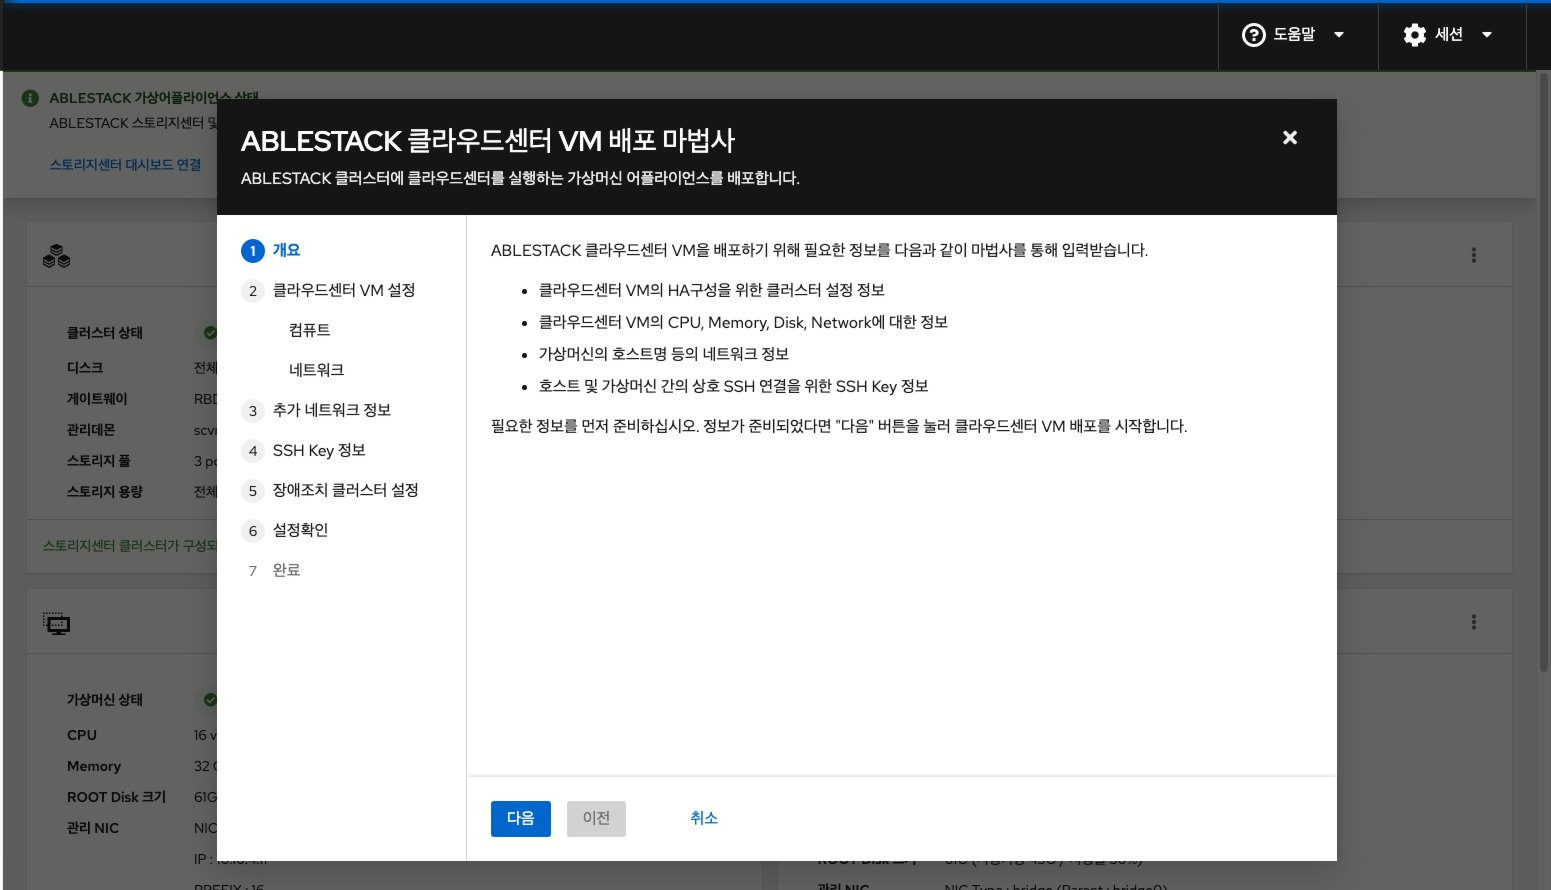 도움말
세션
ABLESTACK 가상어플라이언스 상태
ABLESTACK 스토리지센터 및
스토리지센터 대시보드 연결
ABLESTACK 클라우드센터 VM 배포 마법사
ABLESTACK 클러스터에 클라우드센터를 실행하는 가상머신 어플라이언스를 배포합니다.
1 개요
2 클라우드센터 VM 설정
컴퓨트
네트워크
3 추가 네트워크 정보
4 SSH Key 정보
5 장애조치 클러스터 설정
6 설정확인
7 완료
ABLESTACK 클라우드센터 VM을 배포하기 위해 필요한 정보를 다음과 같이 마법사를 통해 입력받습니다.
• 클라우드센터 VM의 HA구성을 위한 클러스터 설정 정보
• 클라우드센터 VM의 CPU, Memory, Disk, Network에 대한 정보
• 가상머신의 호스트명 등의 네트워크 정보
• 호스트 및 가상머신 간의 상호 SSH 연결을 위한 SSH Key 정보
필요한 정보를 먼저 준비하십시오. 정보가 준비되었다면 "다음" 버튼을 눌러 클라우드센터 VM 배포를 시작합니다.
다음
이전
취소
클러스터 상태
디스크 전체
게이트웨이 RBD
관리데몬 scvm
스토리지 풀 3 po
스토리지 용량 전체
스토리지센터 클러스터가 구성되
가상머신 상태
CPU 16 v
Memory 32 G
ROOT Disk 크기 61G
관리 NIC NIC
IP :
PREFIX : 16
ROOT Disk 크기
관리 NIC NIC Type : bridge (Parent : bridge0)